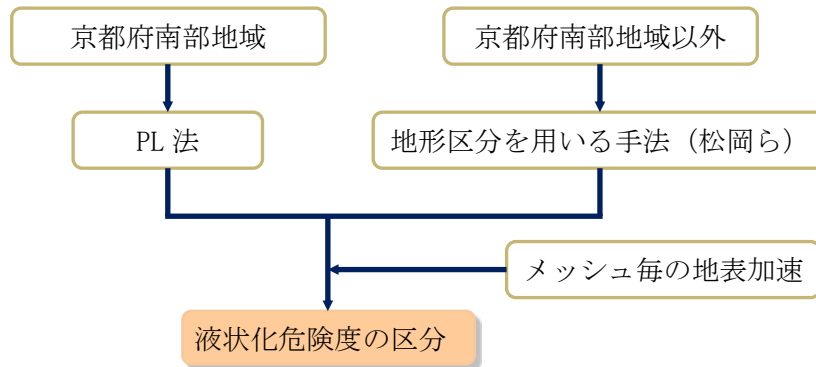 京都府南部地域
京都府南部地域以外
PL 法
地形区分を用いる手法（松岡ら）
メッシュ毎の地表加速
液状化危険度の区分